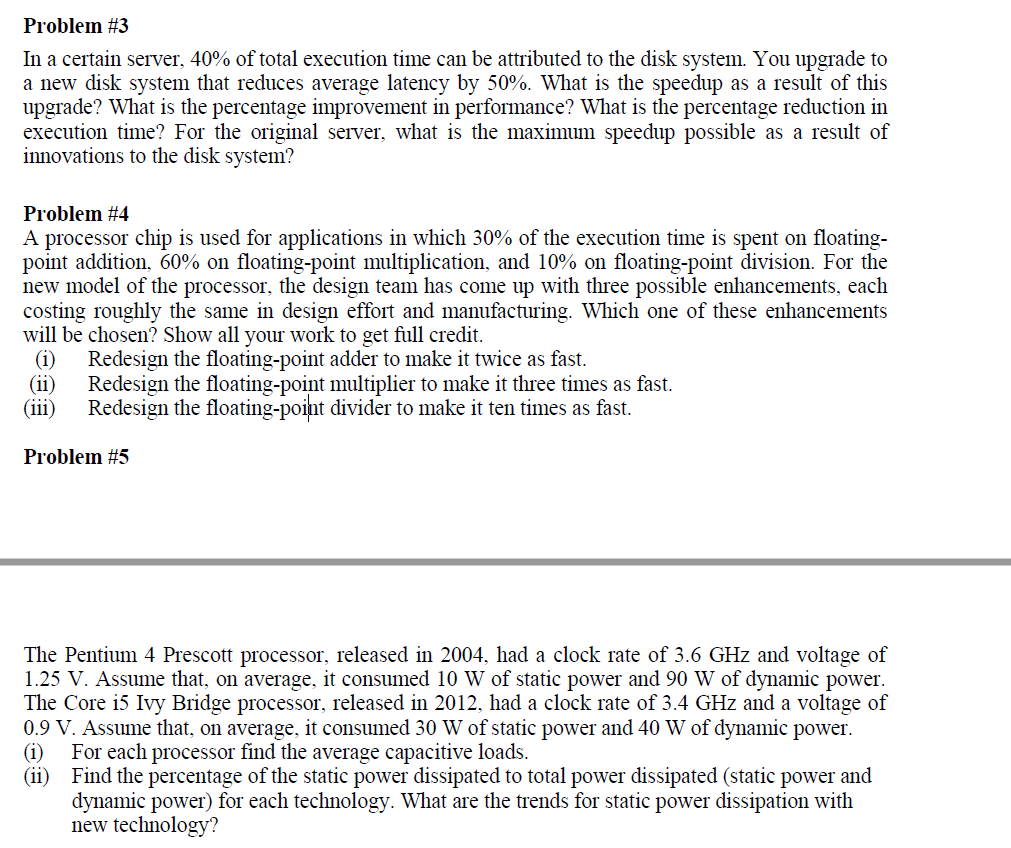 Problem #3
In a certain server, 40% of total execution time can be attributed to the disk system. You upgrade to
a new disk system that reduces average latency by 50%. What is the speedup as a result of this
upgrade? What is the percentage improvement in performance? What is the percentage reduction in
execution time? For the original server, what is the maximum speedup possible as a result of
innovations to the disk system?
Problem #4
A processor chip is used for applications in which 30% of the execution time is spent on floating-
point addition, 60% on floating-point multiplication, and 10% on floating-point division. For the
new model of the processor, the design team has come up with three possible enhancements, each
costing roughly the same in design effort and manufacturing. Which one of these enhancements
will be chosen? Show all your work to get full credit.
(i) Redesign the floating-point adder to make it twice as fast.
(ii) Redesign the floating-point multiplier to make it three times as fast.
(iii) Redesign the floating-point divider to make it ten times as fast.
Problem #5
The Pentium 4 Prescott processor, released in 2004, had a clock rate of 3.6 GHz and voltage of
1.25 V. Assume that, on average, it consumed 10 W of static power and 90 W of dynamic power.
The Core i5 Ivy Bridge processor, released in 2012, had a clock rate of 3.4 GHz and a voltage of
0.9 V. Assume that, on average, it consumed 30 W of static power and 40 W of dynamic power.
(i) For each processor find the average capacitive loads.
(ii) Find the percentage of the static power dissipated to total power dissipated (static power and
dynamic power) for each technology. What are the trends for static power dissipation with
new technology?